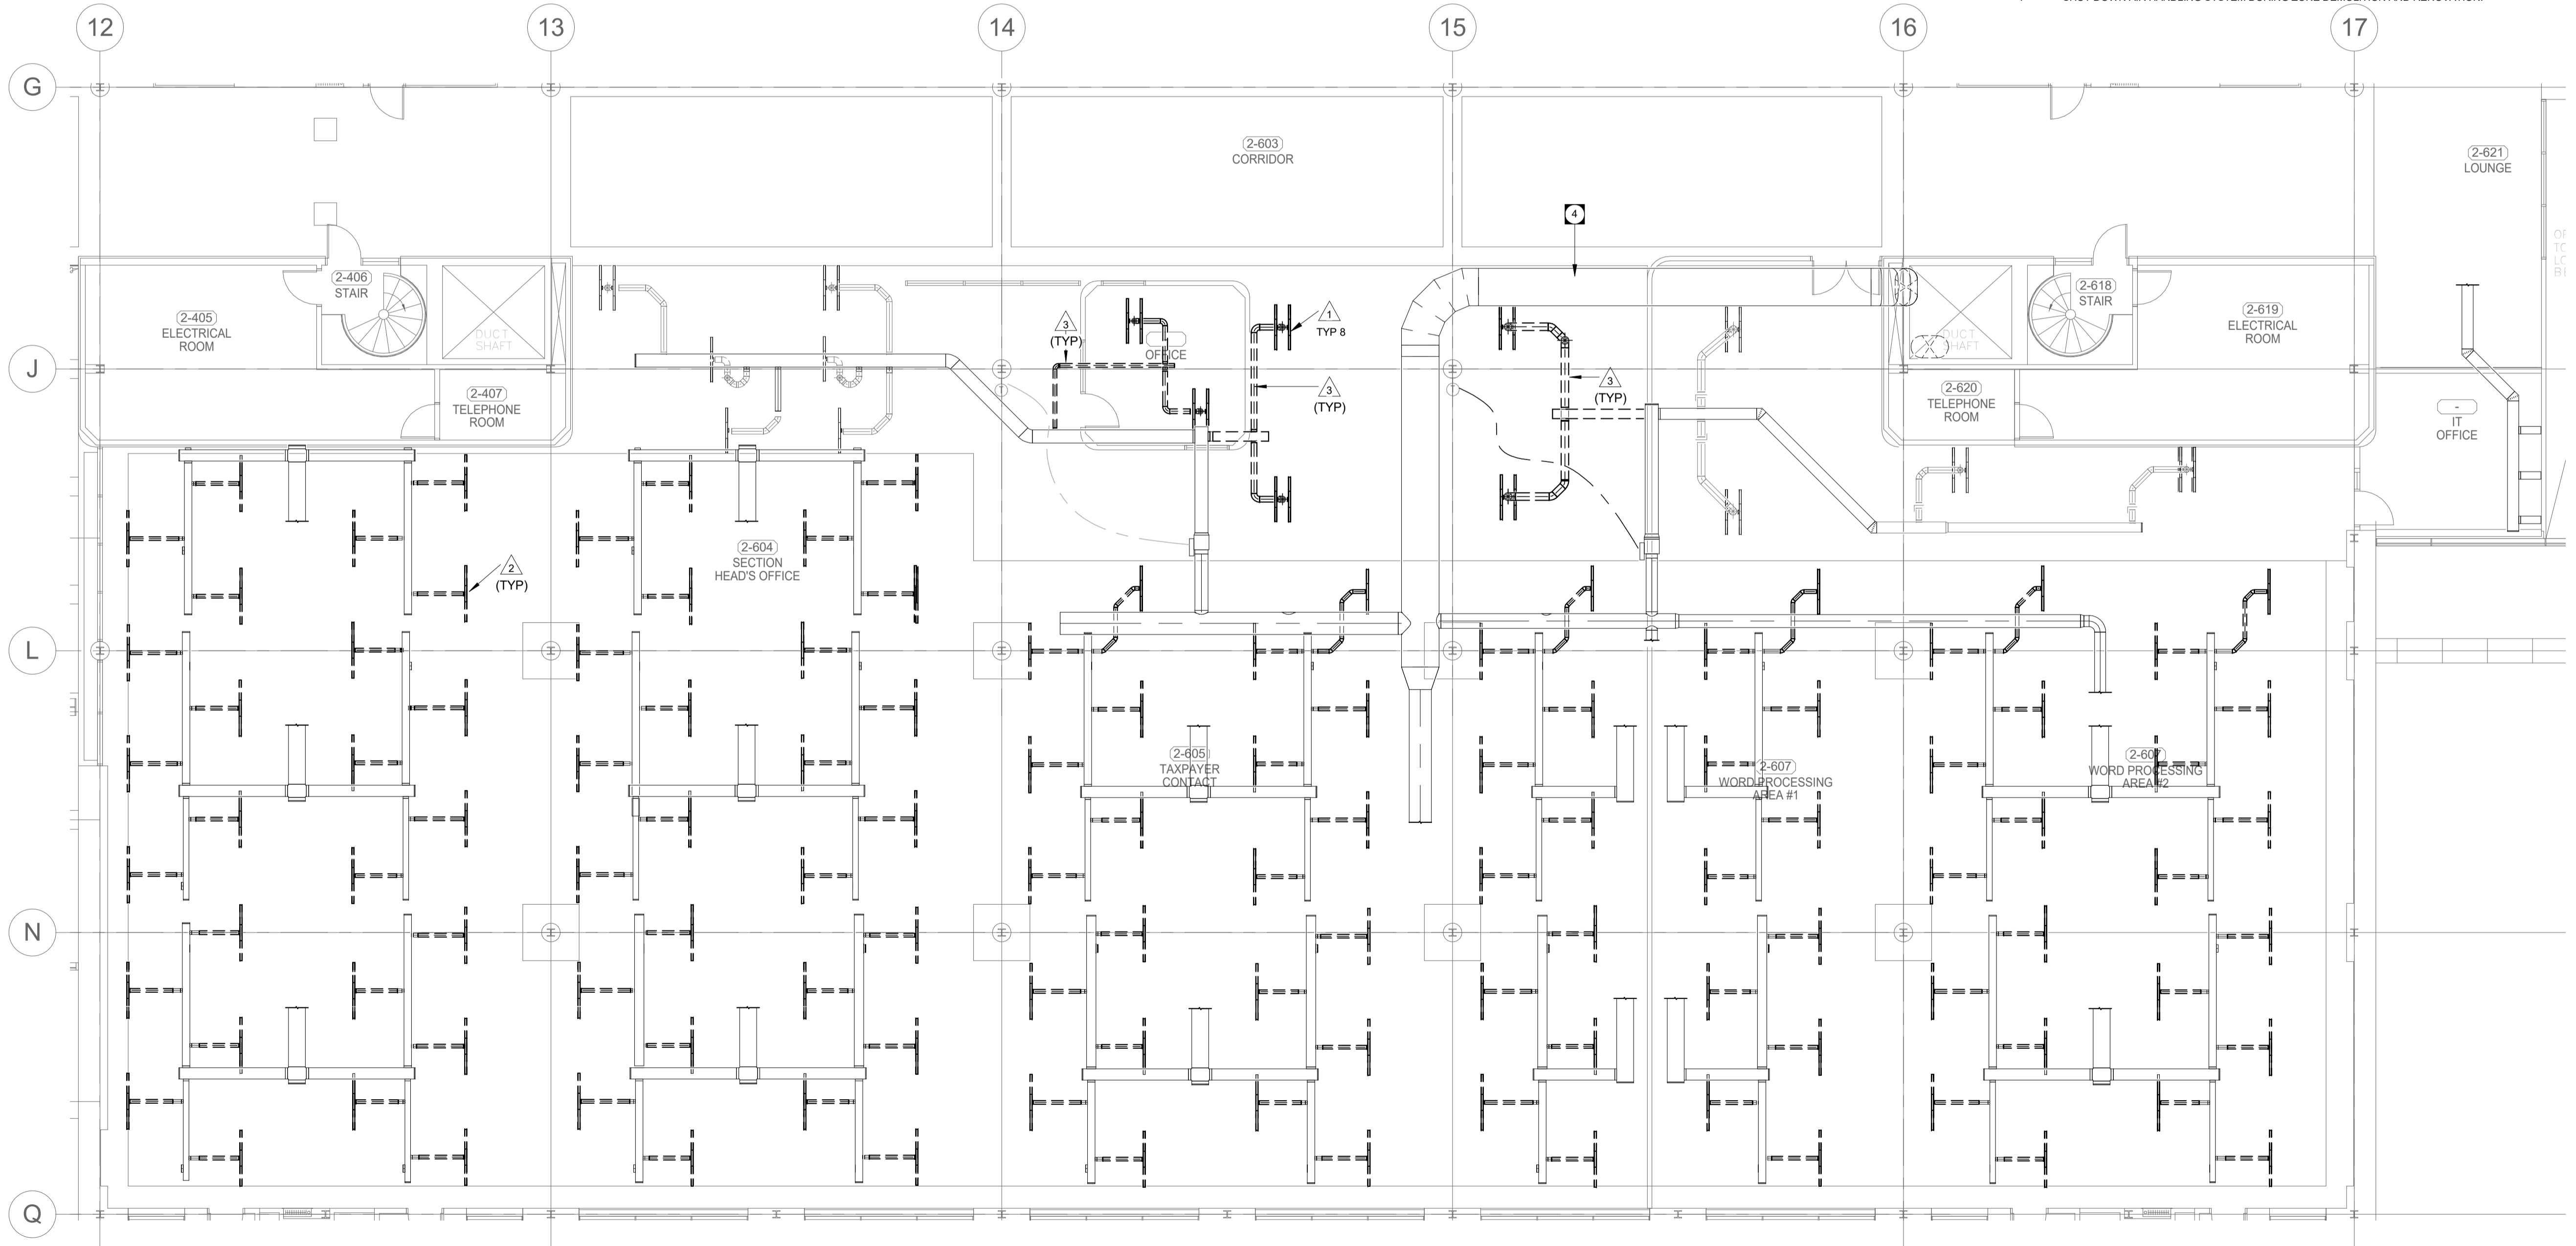 12
13
14
15
16
17
G
J
L
N
Q
2-603
CORRIDOR
2-621
LOUNGE
4
2-406
STAIR
2-405
ELECTRICAL
ROOM
DUCT
SHAFT
2-407
TELEPHONE
ROOM
3
(TYP)
OFFICE
1
TYP 8
3
(TYP)
3
(TYP)
T
T
DUCT
SHAFT
2-618
STAIR
2-619
ELECTRICAL
ROOM
2-620
TELEPHONE
ROOM
-
IT
OFFICE
2
(TYP)
2-604
SECTION
HEAD'S OFFICE
2-605
TAXPAYER
CONTACT
2-607
WORD PROCESSING
AREA #1
2-607
WORD PROCESSING
AREA #2